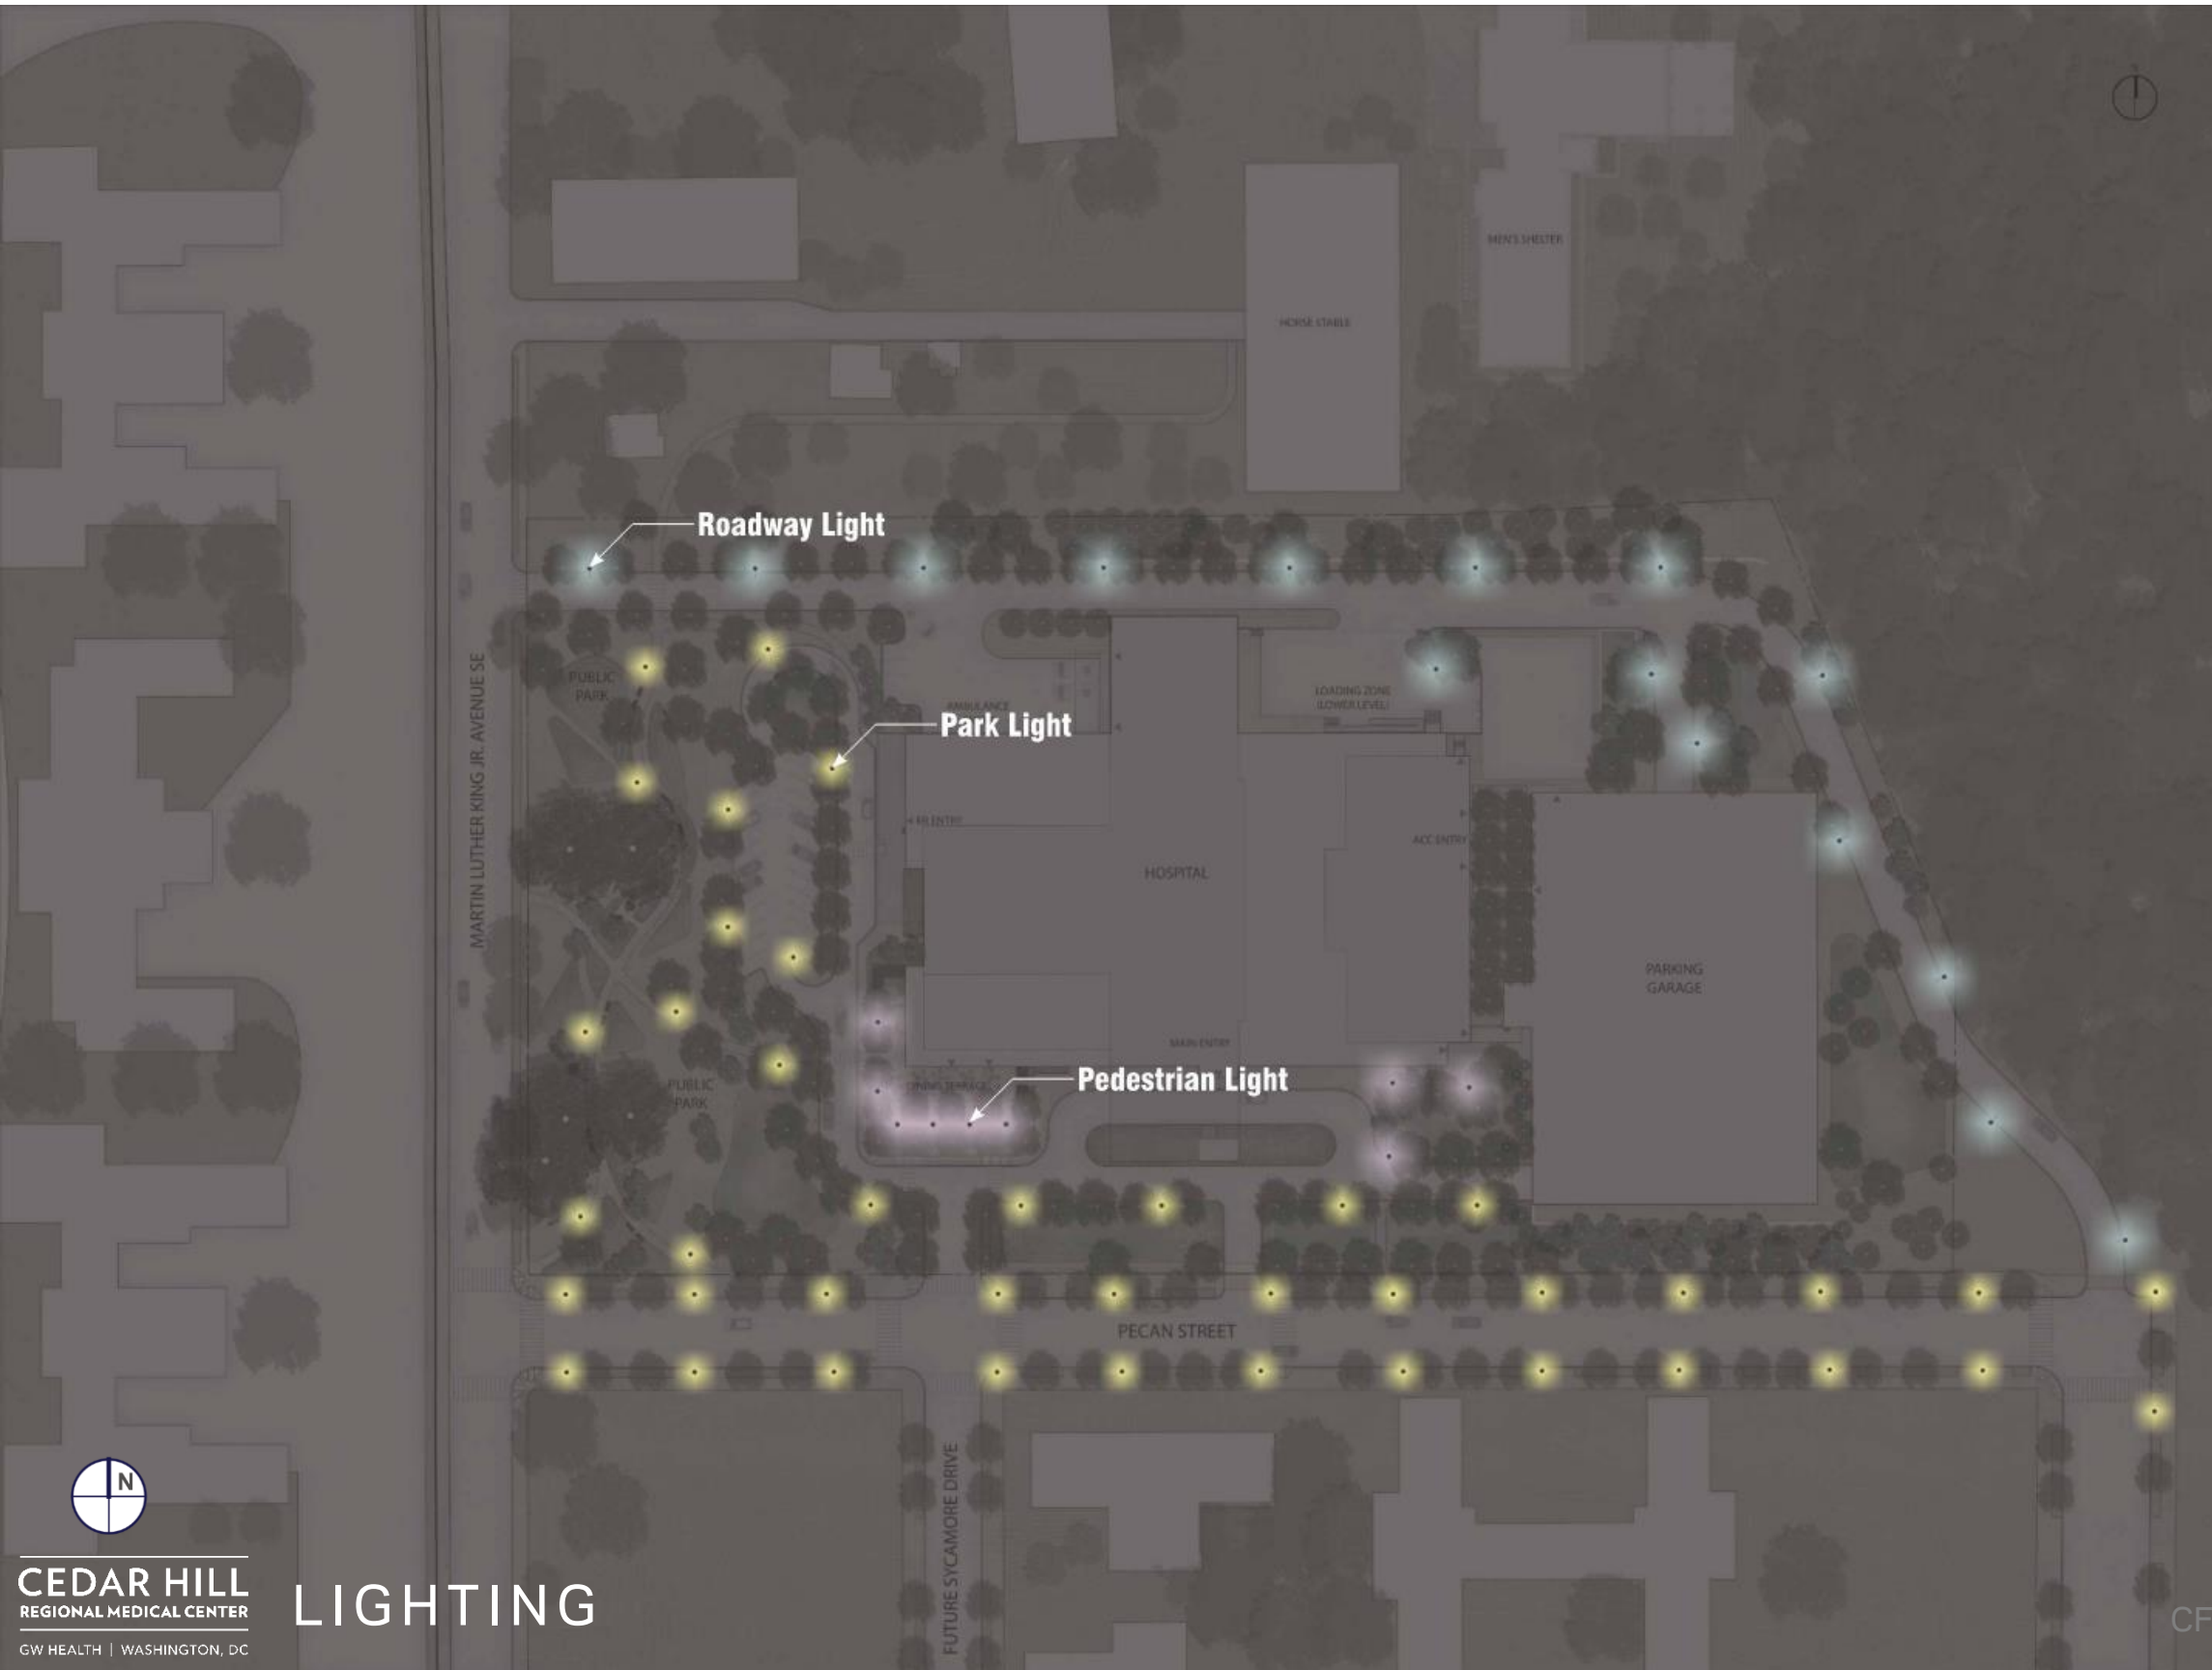 MEN'S SHELTER
HORSE STABLE
Roadway Light
PUBLIC
PARK
AMBULANCE
LOADING ZONE
(LOWER LEVEL)
Park Light
MARTIN LUTHER KING JR. AVENUE SE
ER ENTRY
ACC ENTRY
HOSPITAL
PARKING
GARAGE
MAIN ENTRY
PUBLIC
PARK
DINING TERRACE
Pedestrian Light
PECAN STREET
FUTURE SYCAMORE DRIVE
N
CEDAR HILL
REGIONAL MEDICAL CENTER
GW HEALTH | WASHINGTON, DC
LIGHTING
CF